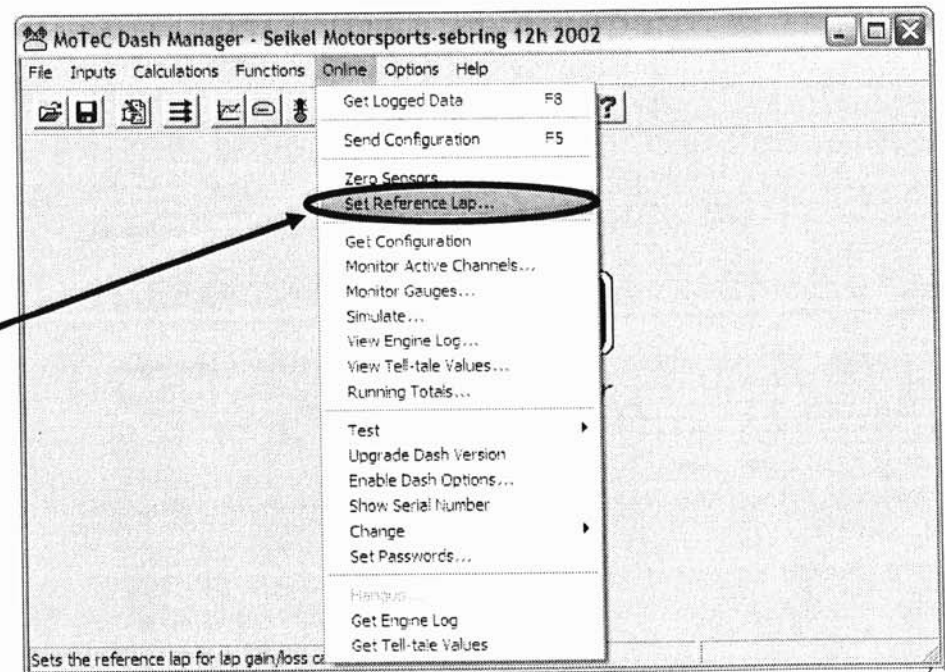 MoTeC Dash Manager - Seikel Motorsports-sebring 12h 2002
File Inputs Calculations Functions Online Options Help
Get Logged Data F8
Send Configuration F5
Zero Sensors...
Set Reference Lap...
Get Configuration
Monitor Active Channels...
Monitor Gauges...
Simulate...
View Engine Log...
View Tell-tale Values...
Running Totals...
Test
Upgrade Dash Version
Enable Dash Options...
Show Serial Number
Change
Set Passwords...
Hangup...
Get Engine Log
Get Tell-tale Values
Sets the reference lap for lap gain/loss